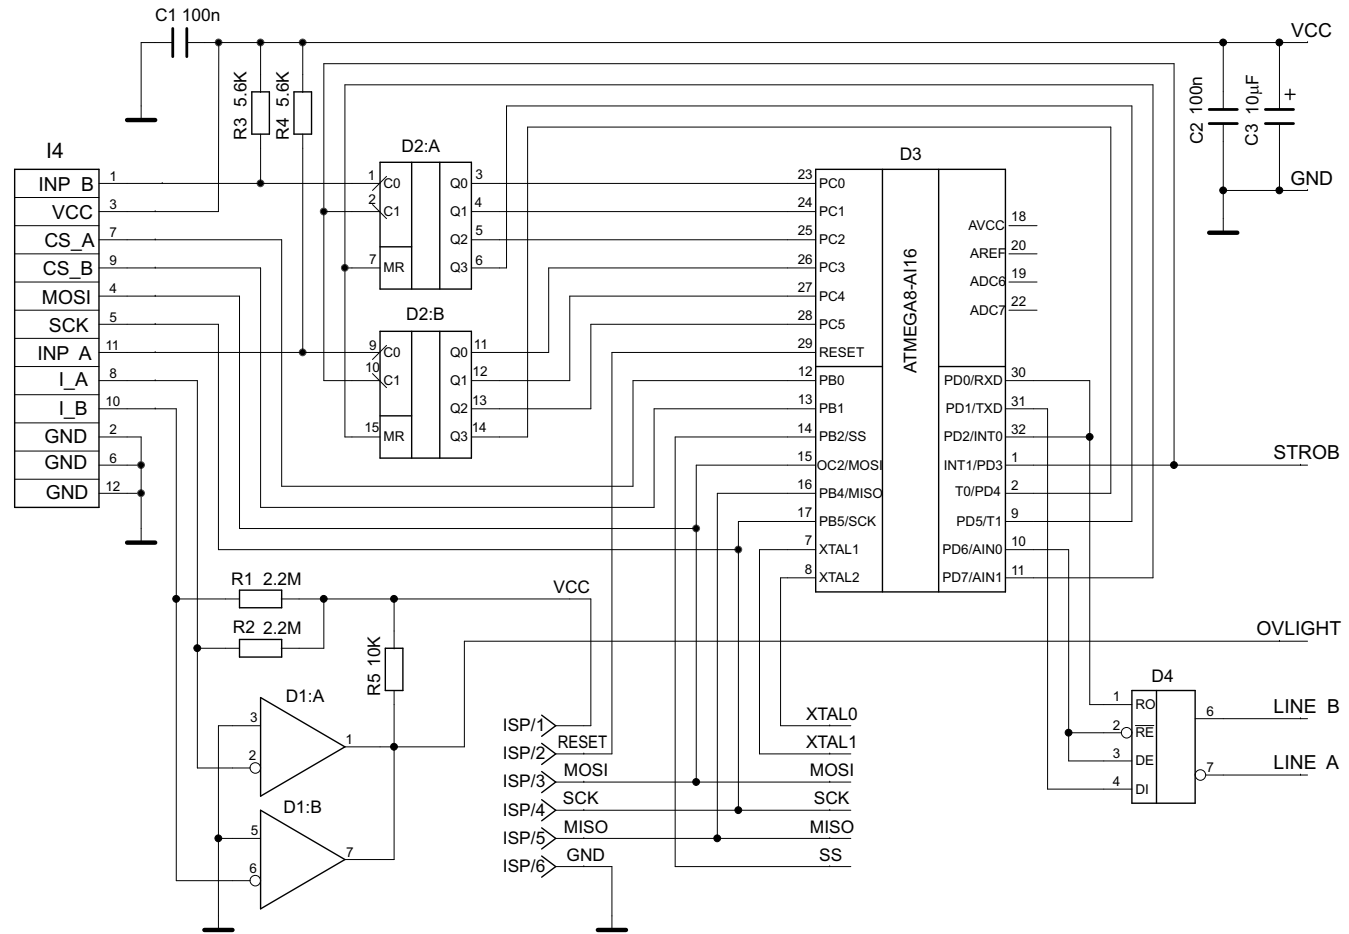 C1 100n
VCC
R3 5.6K
R4 5.6K
C2 100n
C3 10µF
+
GND
I4
INP B 1
VCC 3
CS_A 7
CS_B 9
MOSI 4
SCK 5
INP A 11
I_A 8
I_B 10
GND 2
GND 6
GND 12
D2:A
1 C0 Q0 3
2 C1 Q1 4
Q2 5
7 MR Q3 6
D2:B
9 C0 Q0 11
10 C1 Q1 12
Q2 13
15 MR Q3 14
D3
ATMEGA8-AI16
23 PC0
24 PC1
25 PC2
26 PC3
27 PC4
28 PC5
29 RESET
12 PB0
13 PB1
14 PB2/SS
15 OC2/MOSI
16 PB4/MISO
17 PB5/SCK
7 XTAL1
8 XTAL2
AVCC 18
AREF 20
ADC6 19
ADC7 22
PD0/RXD 30
PD1/TXD 31
PD2/INT0 32
INT1/PD3 1
T0/PD4 2
PD5/T1 9
PD6/AIN0 10
PD7/AIN1 11
STROB
OVLIGHT
R1 2.2M
R2 2.2M
VCC
R5 10K
D1:A
3
2
1
D1:B
5
6
7
ISP/1
ISP/2 RESET
ISP/3 MOSI
ISP/4 SCK
ISP/5 MISO
ISP/6 GND
XTAL0
XTAL1
MOSI
SCK
MISO
SS
D4
1 RO
2 RE
3 DE
4 DI
6 LINE B
7 LINE A